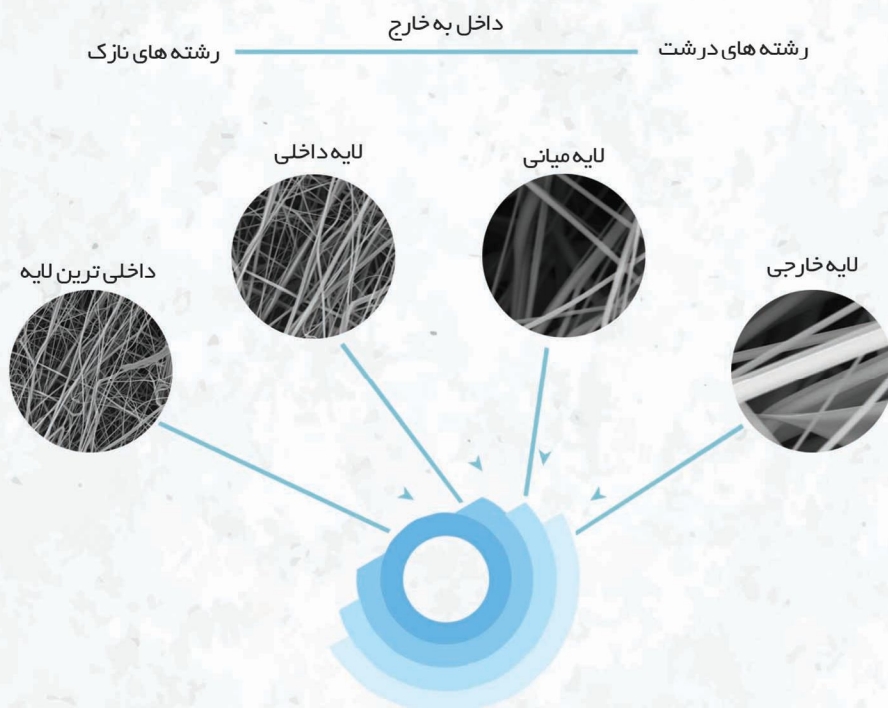 داخل به خارج
رشته های درشت
رشته های نازک
لایه میانی
لایه داخلی
لایه خارجی
داخلی ترین لایه